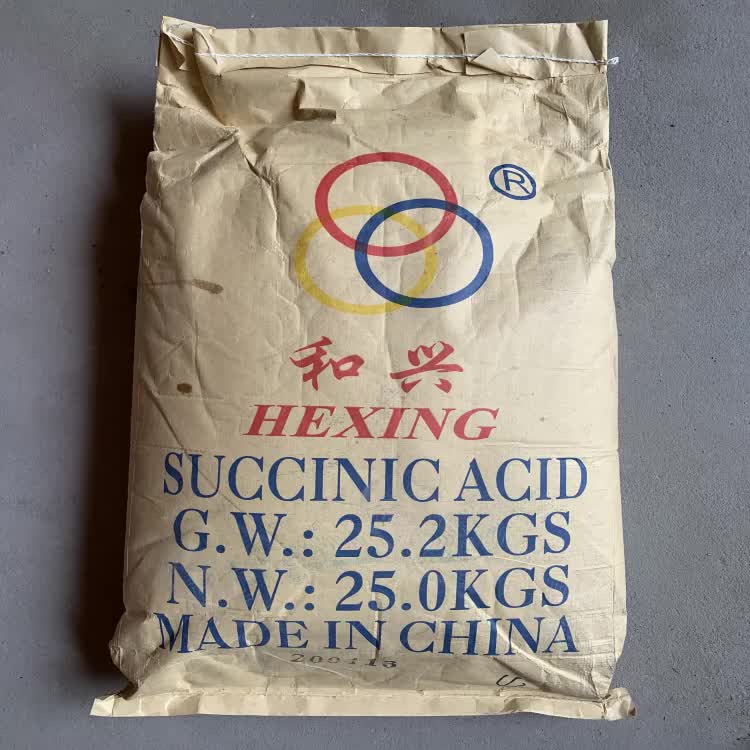 ®
和兴
HEXING
SUCCINIC ACID
G.W.: 25.2KGS
N.W.: 25.0KGS
MADE IN CHINA